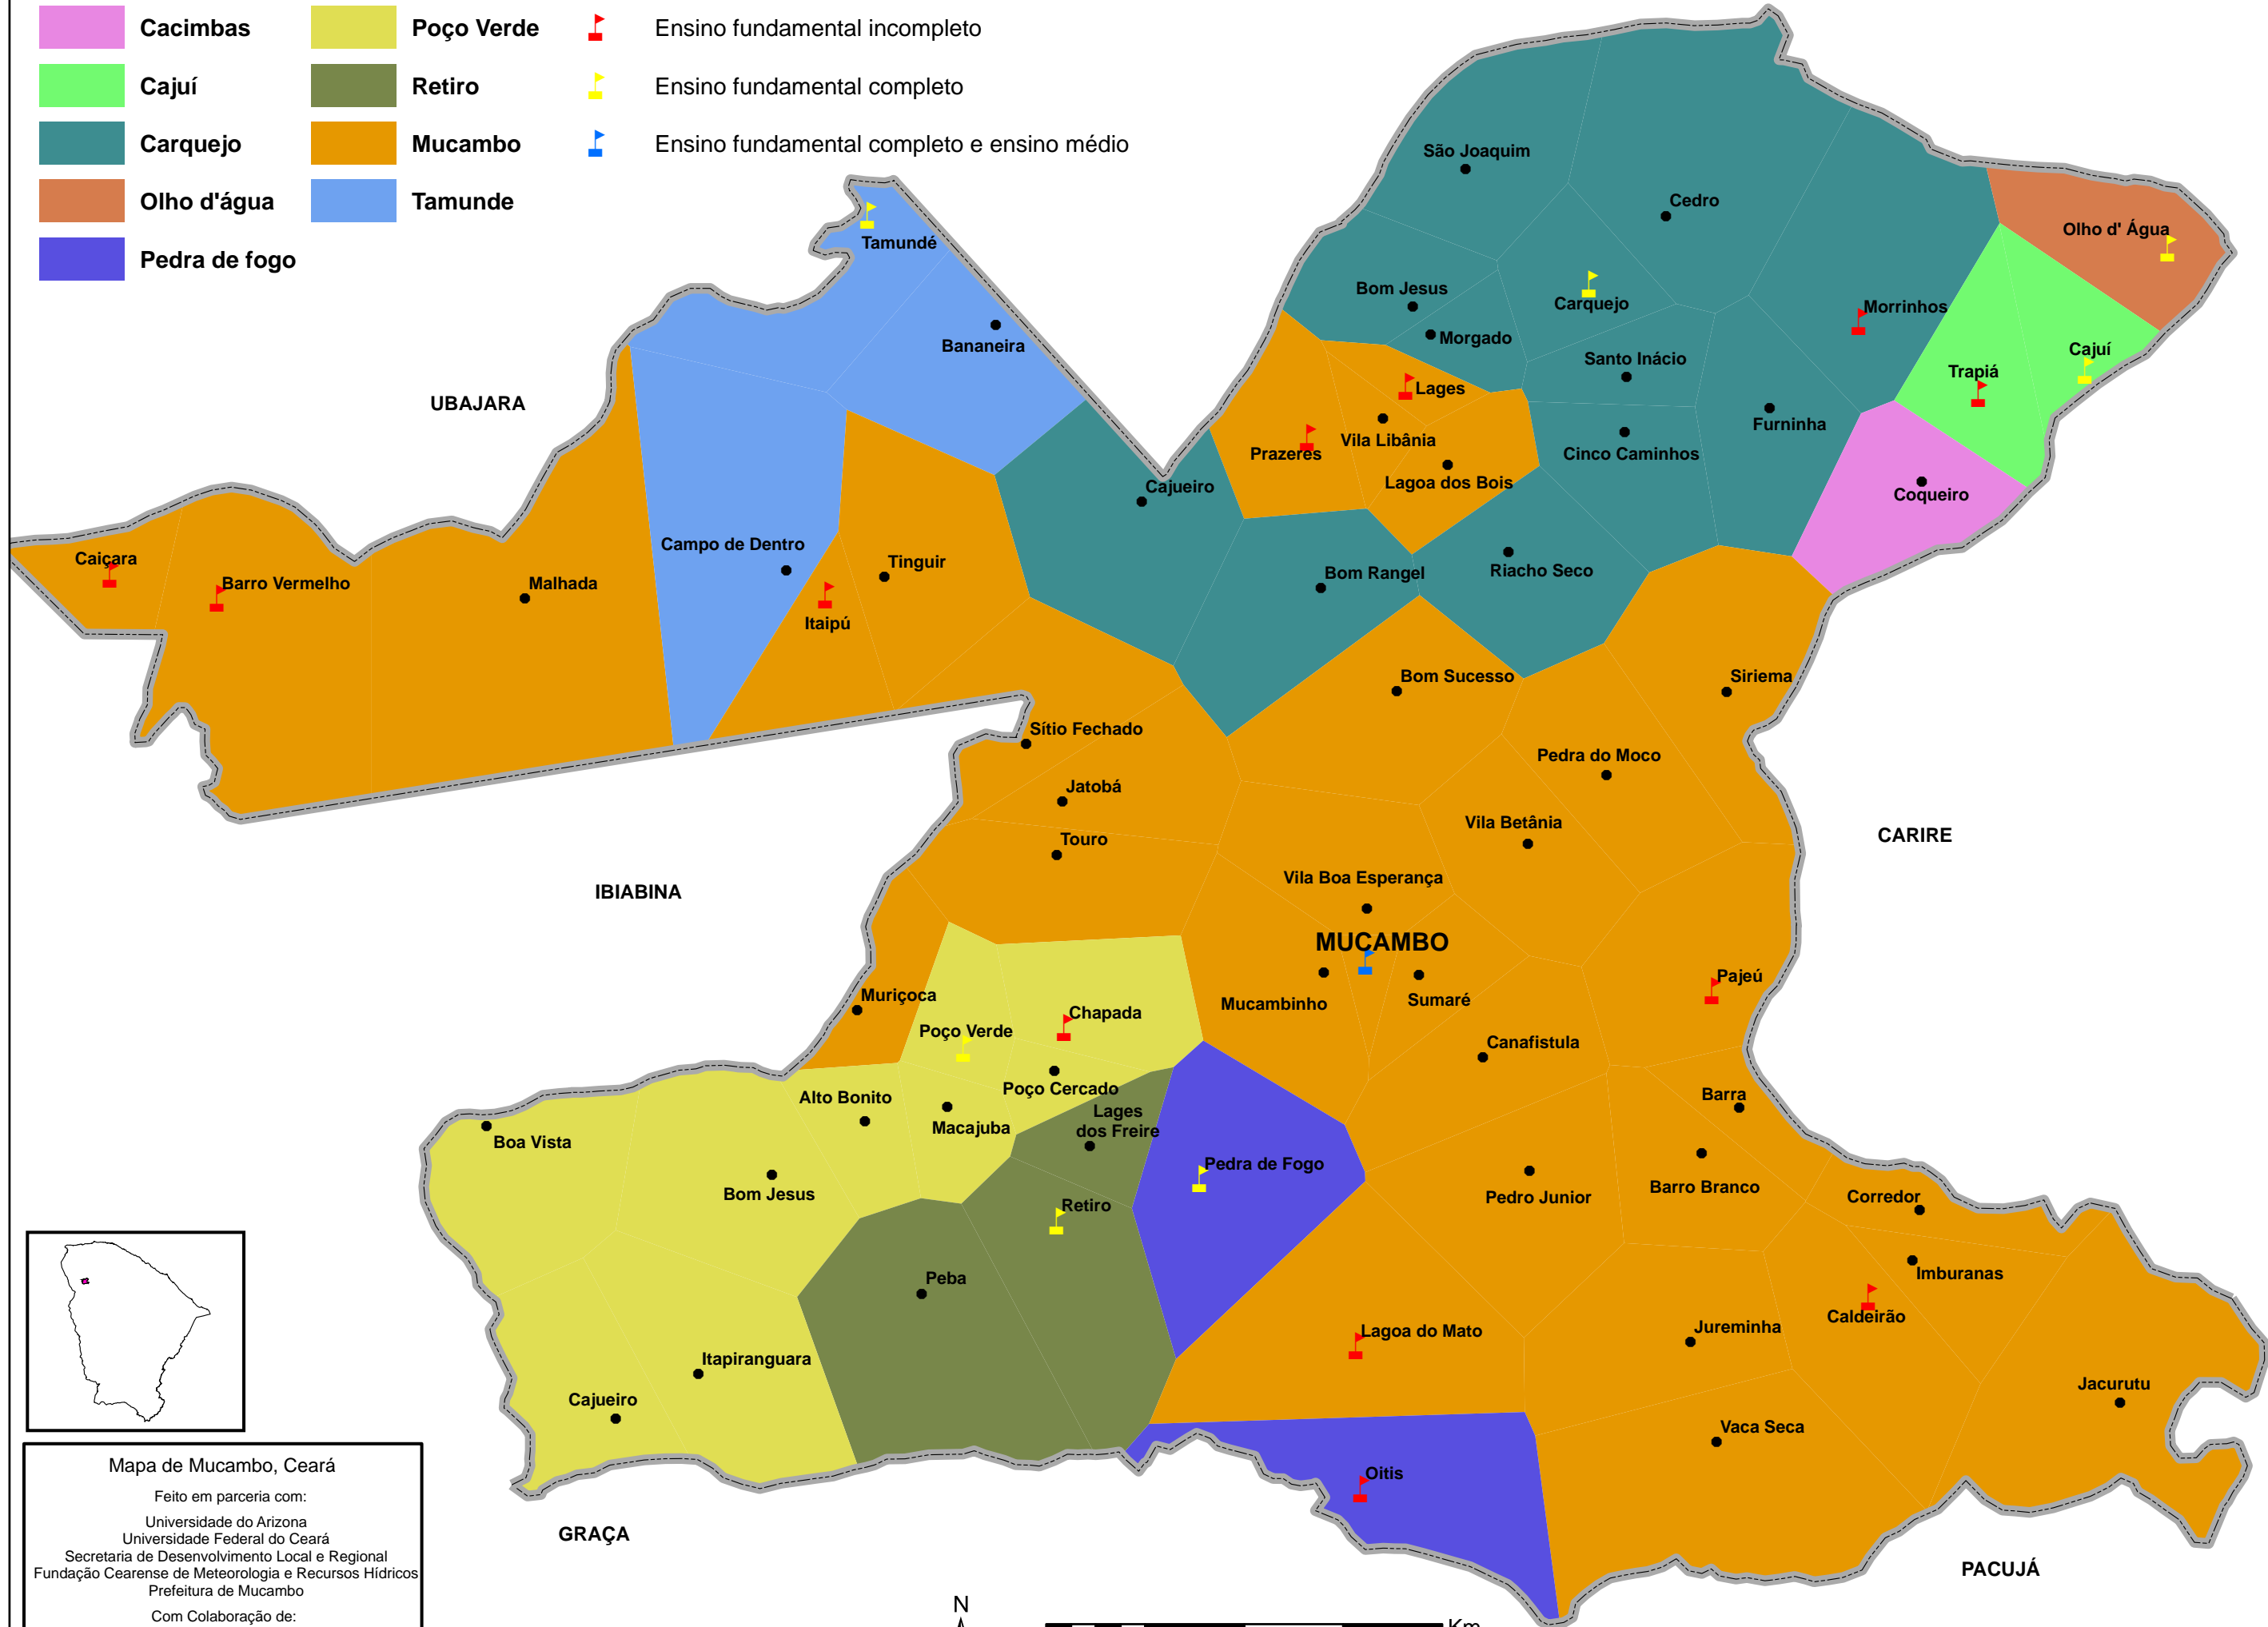 Cacimbas
Cajuí
Carquejo
Olho d'água
Pedra de fogo
Poço Verde
Retiro
Mucambo
Tamunde
Ensino fundamental incompleto
Ensino fundamental completo
Ensino fundamental completo e ensino médio
São Joaquim
Cedro
Olho d' Água
Tamundé
Bom Jesus
Carquejo
Morrinhos
Bananeira
Morgado
Santo Inácio
Cajuí
Trapiá
Lages
UBAJARA
Furninha
Vila Libânia
Prazeres
Cinco Caminhos
Lagoa dos Bois
Cajueiro
Coqueiro
Campo de Dentro
Caiçara
Tinguir
Bom Rangel
Riacho Seco
Barro Vermelho
Malhada
Itaipú
Bom Sucesso
Siriema
Sítio Fechado
Pedra do Moco
Jatobá
Vila Betânia
CARIRE
Touro
Vila Boa Esperança
IBIABINA
MUCAMBO
Pajeú
Muriçoca
Mucambinho
Sumaré
Chapada
Poço Verde
Canafistula
Poço Cercado
Alto Bonito
Barra
Lages
dos Freire
Macajuba
Boa Vista
Pedra de Fogo
Barro Branco
Bom Jesus
Pedro Junior
Corredor
Retiro
Imburanas
Peba
Caldeirão
Jureminha
Lagoa do Mato
Itapiranguara
Jacurutu
Cajueiro
Vaca Seca
Oitis
GRAÇA
PACUJÁ
Mapa de Mucambo, Ceará
Feito em parceria com:
Universidade do Arizona
Universidade Federal do Ceará
Secretaria de Desenvolvimento Local e Regional
Fundação Cearense de Meteorologia e Recursos Hídricos
Prefeitura de Mucambo
Com Colaboração de:
N
Km